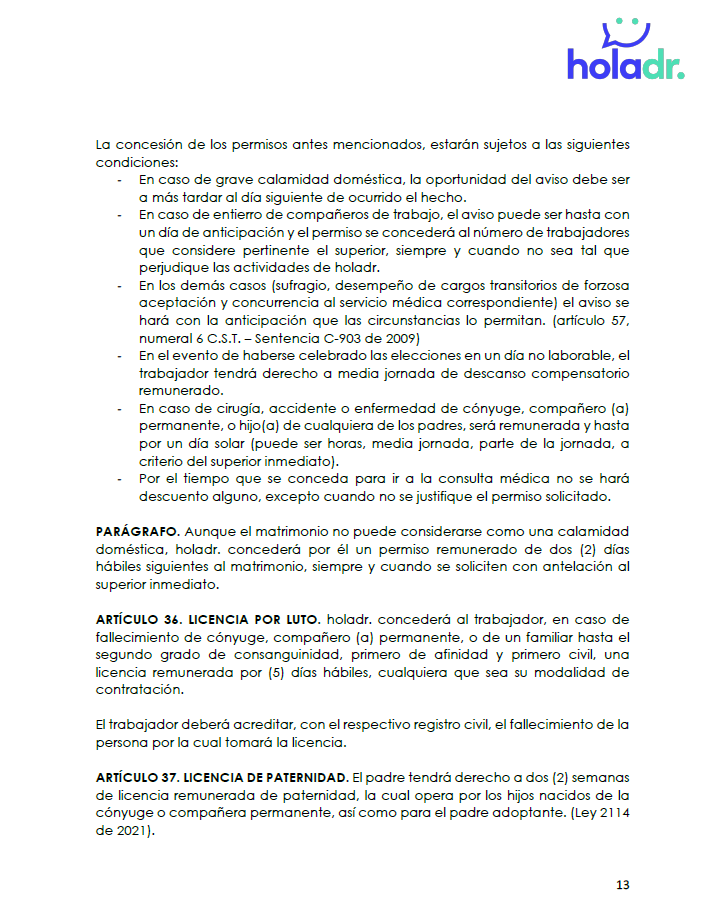 holadr.
La concesión de los permisos antes mencionados, estarán sujetos a las siguientes
condiciones:
- En caso de grave calamidad doméstica, la oportunidad del aviso debe ser
a más tardar al día siguiente de ocurrido el hecho.
- En caso de entierro de compañeros de trabajo, el aviso puede ser hasta con
un día de anticipación y el permiso se concederá al número de trabajadores
que considere pertinente el superior, siempre y cuando no sea tal que
perjudique las actividades de holadr.
- En los demás casos (sufragio, desempeño de cargos transitorios de forzosa
aceptación y concurrencia al servicio médica correspondiente) el aviso se
hará con la anticipación que las circunstancias lo permitan. (artículo 57,
numeral 6 C.S.T. – Sentencia C-903 de 2009)
- En el evento de haberse celebrado las elecciones en un día no laborable, el
trabajador tendrá derecho a media jornada de descanso compensatorio
remunerado.
- En caso de cirugía, accidente o enfermedad de cónyuge, compañero (a)
permanente, o hijo(a) de cualquiera de los padres, será remunerada y hasta
por un día solar (puede ser horas, media jornada, parte de la jornada, a
criterio del superior inmediato).
- Por el tiempo que se conceda para ir a la consulta médica no se hará
descuento alguno, excepto cuando no se justifique el permiso solicitado.
PARÁGRAFO. Aunque el matrimonio no puede considerarse como una calamidad
doméstica, holadr. concederá por él un permiso remunerado de dos (2) días
hábiles siguientes al matrimonio, siempre y cuando se soliciten con antelación al
superior inmediato.
ARTÍCULO 36. LICENCIA POR LUTO. holadr. concederá al trabajador, en caso de
fallecimiento de cónyuge, compañero (a) permanente, o de un familiar hasta el
segundo grado de consanguinidad, primero de afinidad y primero civil, una
licencia remunerada por (5) días hábiles, cualquiera que sea su modalidad de
contratación.
El trabajador deberá acreditar, con el respectivo registro civil, el fallecimiento de la
persona por la cual tomará la licencia.
ARTÍCULO 37. LICENCIA DE PATERNIDAD. El padre tendrá derecho a dos (2) semanas
de licencia remunerada de paternidad, la cual opera por los hijos nacidos de la
cónyuge o compañera permanente, así como para el padre adoptante. (Ley 2114
de 2021).
13